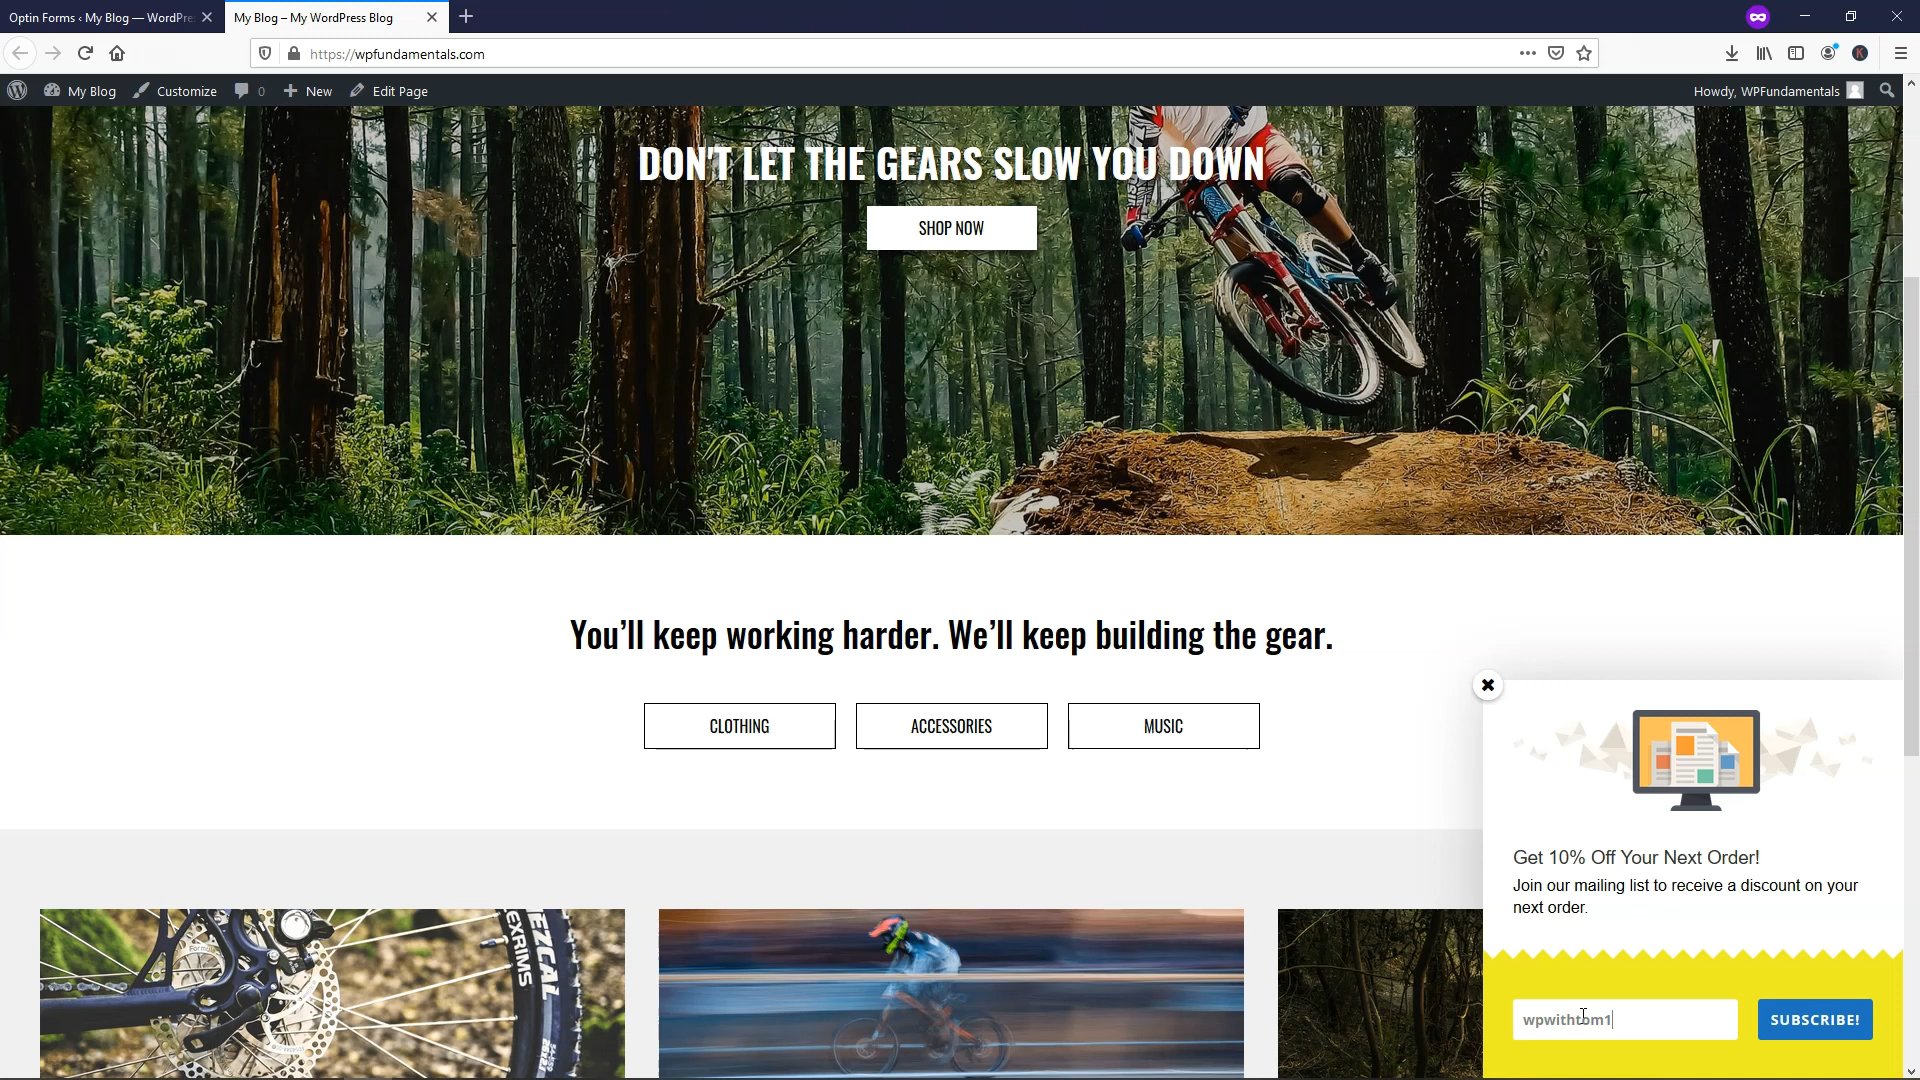 Optin Forms ‹ My Blog — WordPre
My Blog – My WordPress Blog
https://wpfundamentals.com
My Blog
Customize
0
New
Edit Page
Howdy, WPFundamentals
DON'T LET THE GEARS SLOW YOU DOWN
SHOP NOW
You’ll keep working harder. We’ll keep building the gear.
CLOTHING
ACCESSORIES
MUSIC
Get 10% Off Your Next Order!
Join our mailing list to receive a discount on your
next order.
wpwithtom1
SUBSCRIBE!